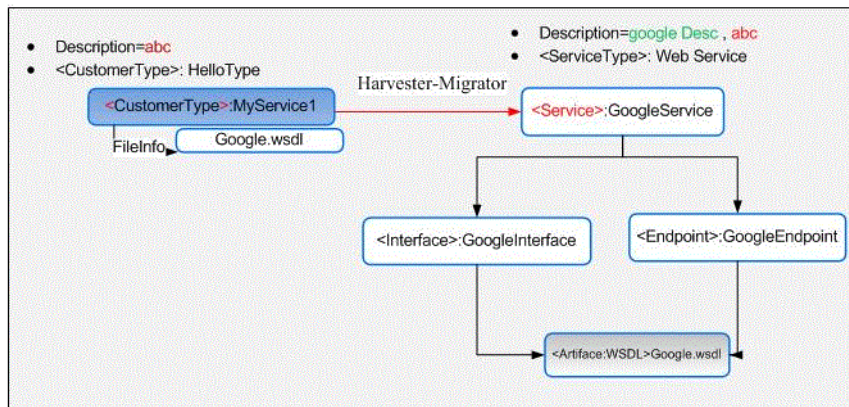 Description=abc
<CustomerType>: HelloType
Description=google Desc , abc
<ServiceType>: Web Service
Harvester-Migrator
<CustomerType>:MyService1
<Service>:GoogleService
FileInfo
Google.wsdl
<Interface>:GoogleInterface
<Endpoint>:GoogleEndpoint
<Artiface:WSDL>Google.wsdl